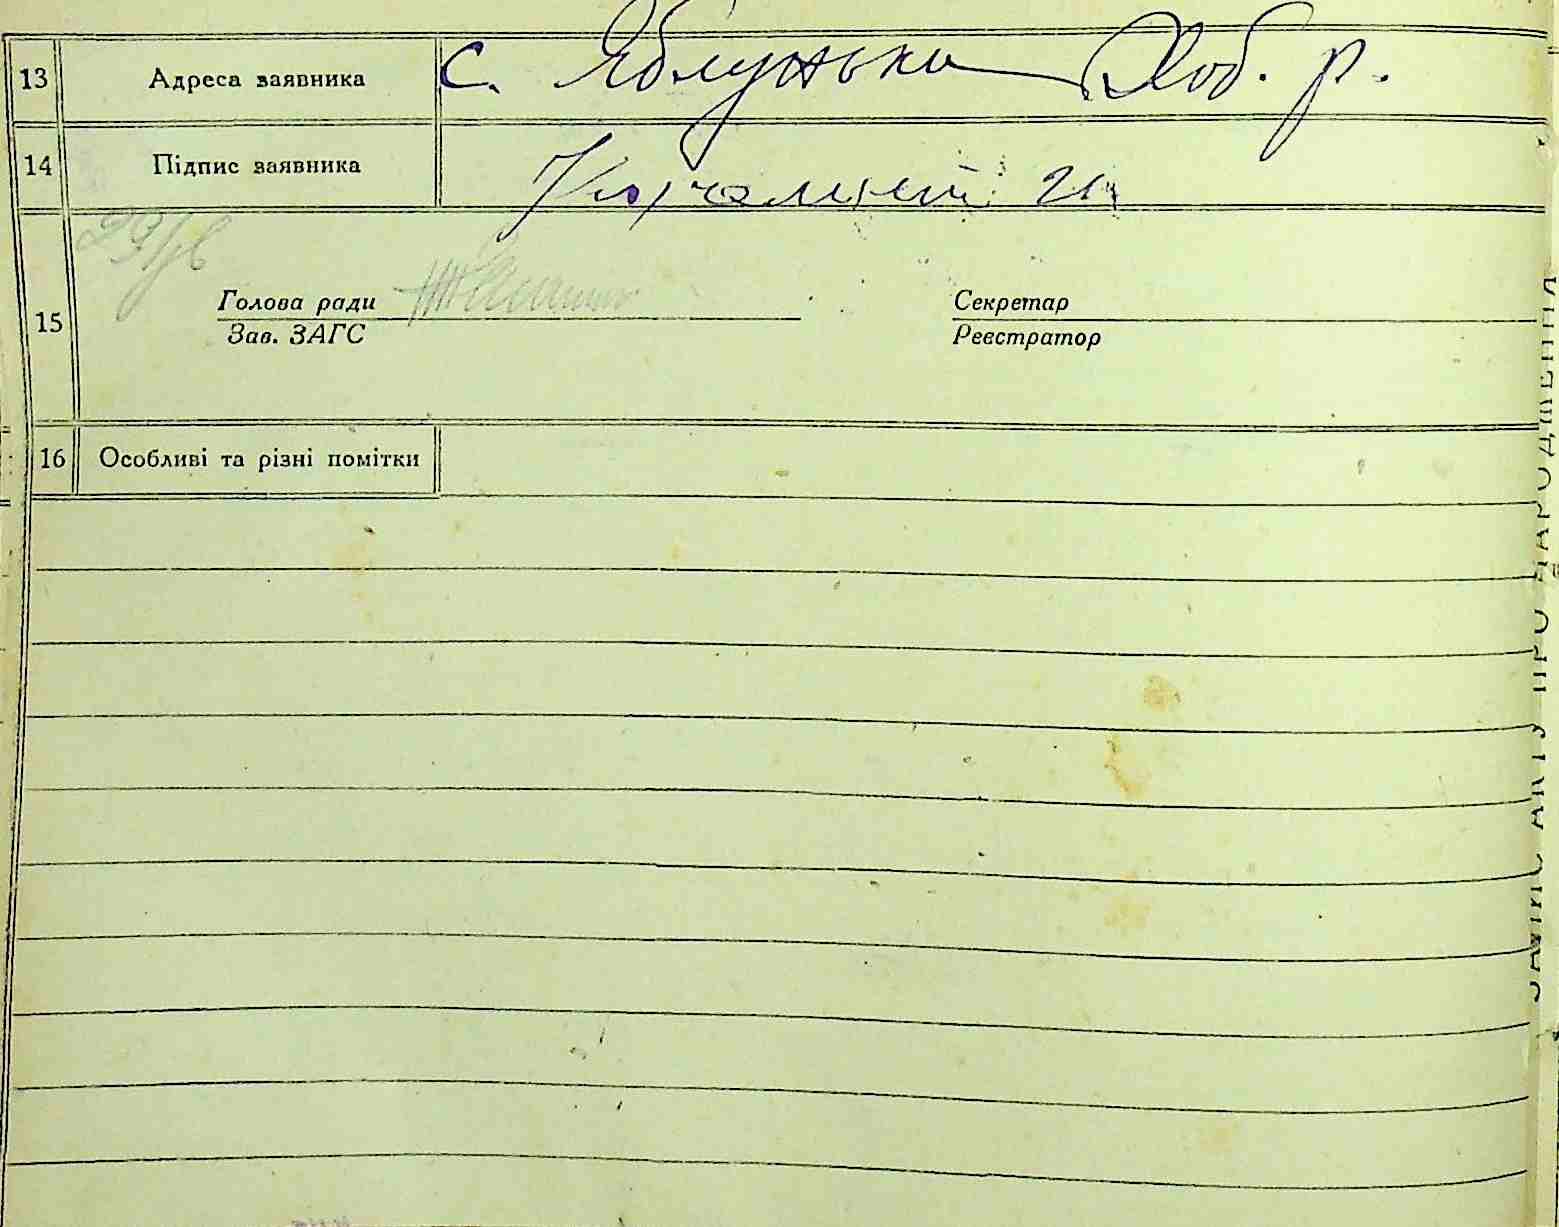 13 Адреса заявника с. Яблунька Хоб. р.
14 Підпис заявника
15
Голова ради
Зав. ЗАГС
Секретар
Реєстратор
16 Особливі та різні помітки
ЗАПИС АКТУ ПРО НАРОДЖЕННЯ